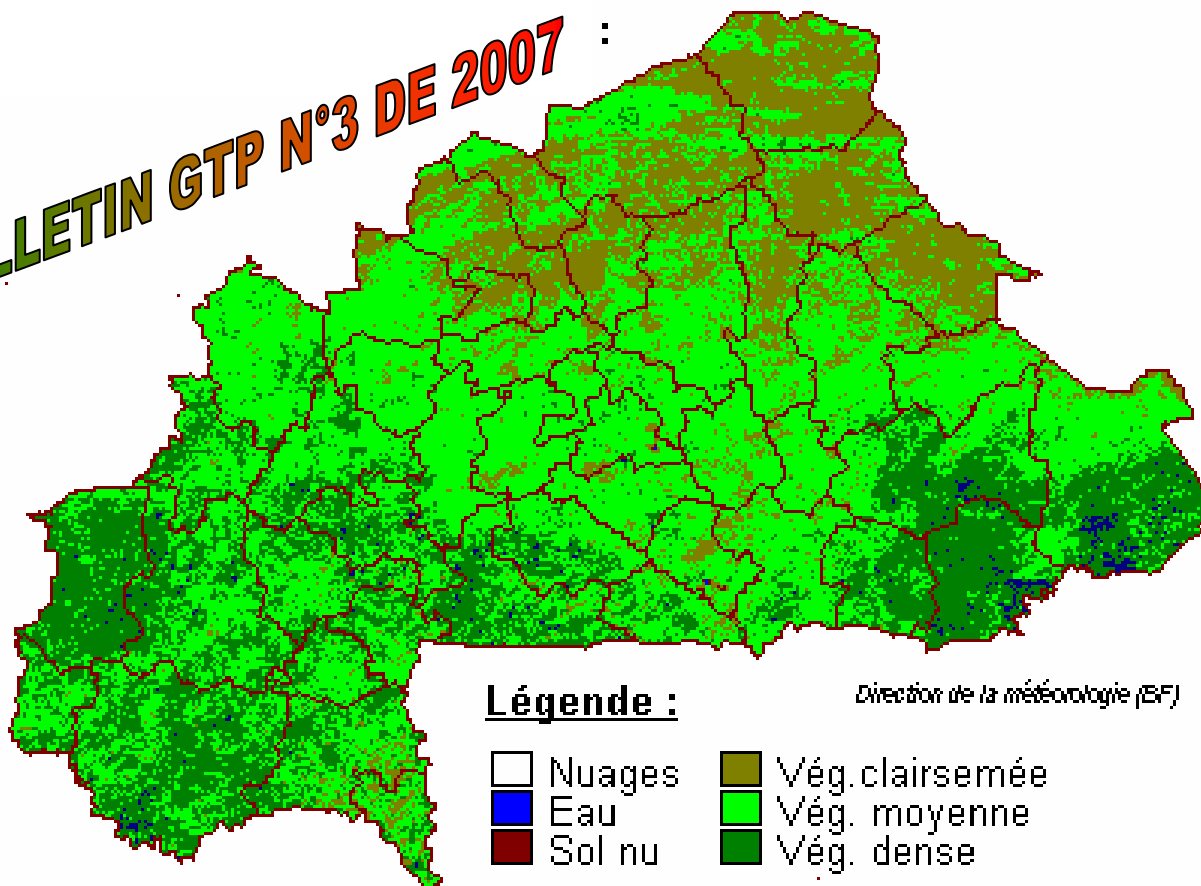 LLETIN GTP N°3 DE 2007 :
Légende :
Direction de la météorologie (BF)
Nuages
Eau
Sol nu
Vég. clairsemée
Vég. moyenne
Vég. dense